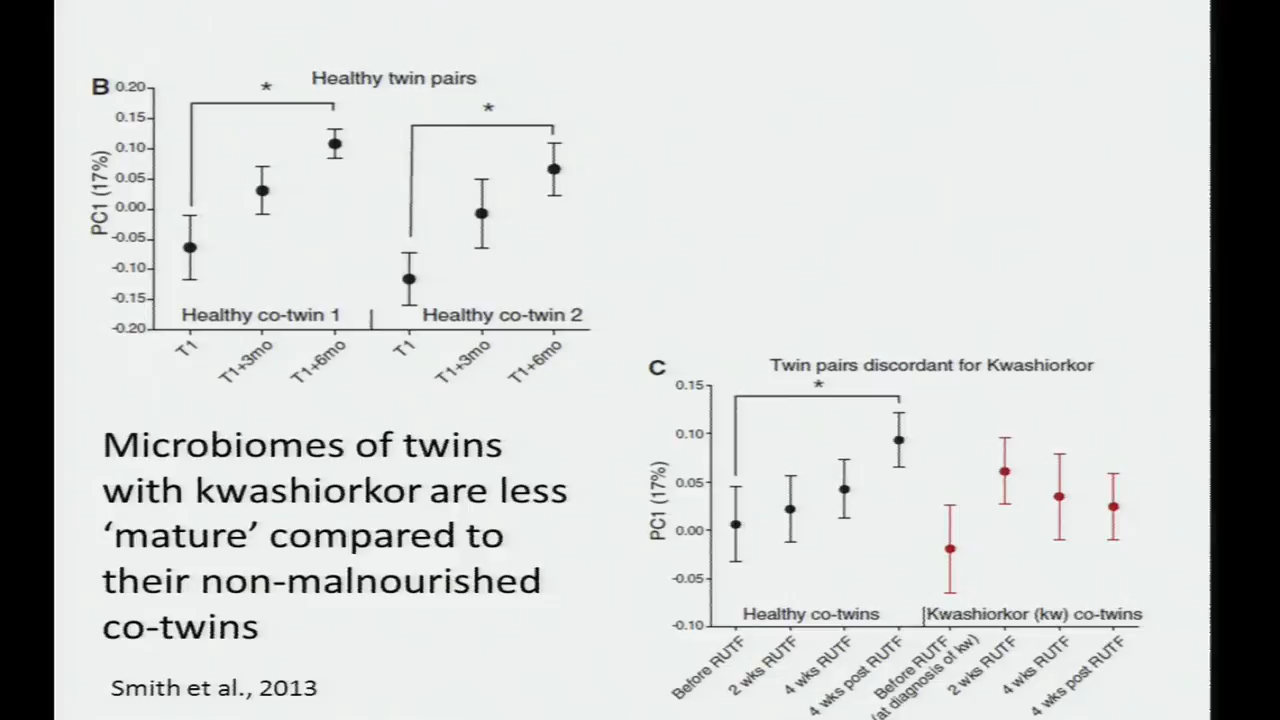 B
Healthy twin pairs
*
*
PC1 (17%)
0.20
0.15
0.10
0.05
0.00
-0.05
-0.10
-0.15
-0.20
Healthy co-twin 1
Healthy co-twin 2
T1
T1+3mo
T1+6mo
T1
T1+3mo
T1+6mo
Microbiomes of twins
with kwashiorkor are less
‘mature’ compared to
their non-malnourished
co-twins
Smith et al., 2013
C
Twin pairs discordant for Kwashiorkor
*
PC1 (17%)
0.15
0.10
0.05
0.00
-0.05
-0.10
Healthy co-twins
Kwashiorkor (kw) co-twins
Before RUTF
2 wks RUTF
4 wks RUTF
4 wks post RUTF
Before RUTF
(at diagnosis of kw)
2 wks RUTF
4 wks RUTF
4 wks post RUTF